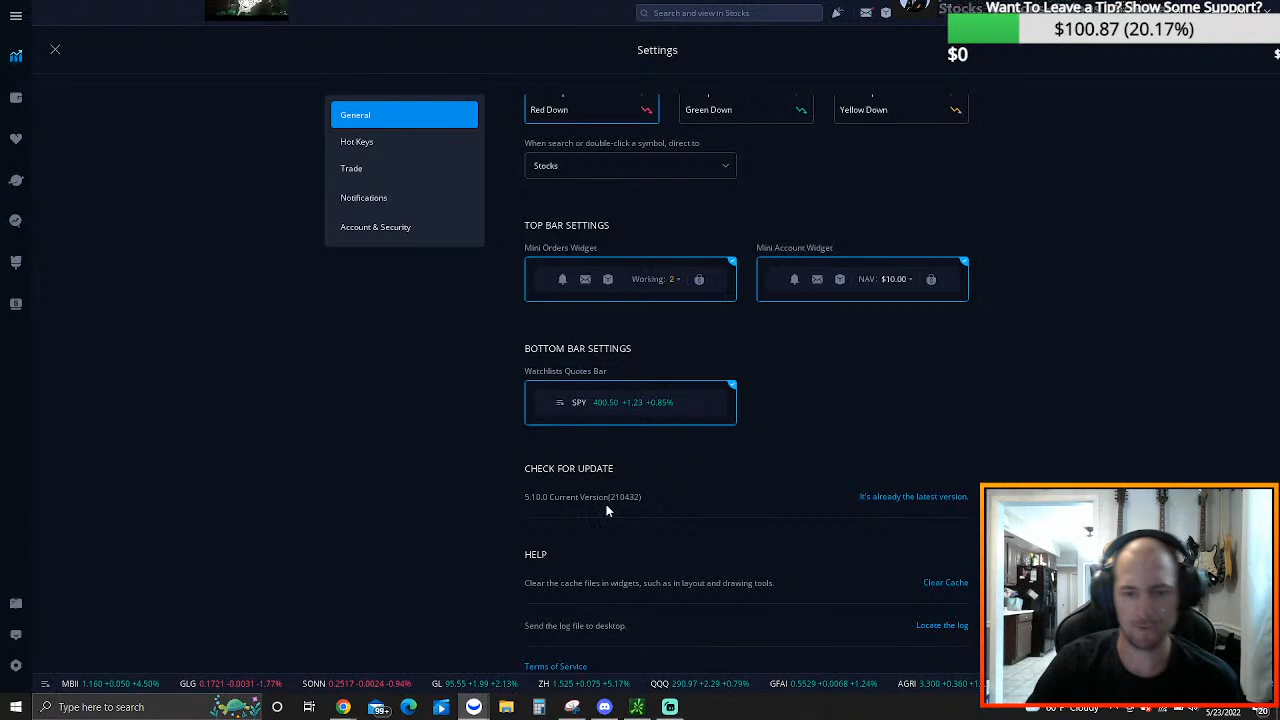 Search and view in Stocks
Stocks
Want To Leave a Tip? Show Some Support?
$100.87 (20.17%)
$0
Settings
General
Hot Keys
Trade
Notifications
Account & Security
Red Down
Green Down
Yellow Down
When search or double-click a symbol, direct to
Stocks
TOP BAR SETTINGS
Mini Orders Widget
Mini Account Widget
Working: 2
NAV: $10.00
BOTTOM BAR SETTINGS
Watchlists Quotes Bar
SPY 400.50 +1.23 +0.85%
CHECK FOR UPDATE
5.10.0 Current Version(210432)
It's already the latest version.
HELP
Clear the cache files in widgets, such as in layout and drawing tools.
Clear Cache
Send the log file to desktop.
Locate the log
Terms of Service
MBII 1.160 +0.050 +4.50% GLG 0.1721 -0.0031 -1.77% SONN 0.2517 -0.0024 -0.94% GL 95.55 +1.99 +2.13% ZH 1.525 +0.075 +5.17% QQQ 290.97 +2.29 +0.79% GFAI 0.5529 +0.0068 +1.24% AGRI 3.300 +0.360
Type here to search
Cloudy
5/23/2022
20